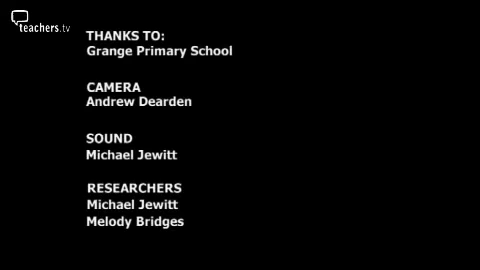 teachers.tv
THANKS TO:
Grange Primary School
CAMERA
Andrew Dearden
SOUND
Michael Jewitt
RESEARCHERS
Michael Jewitt
Melody Bridges